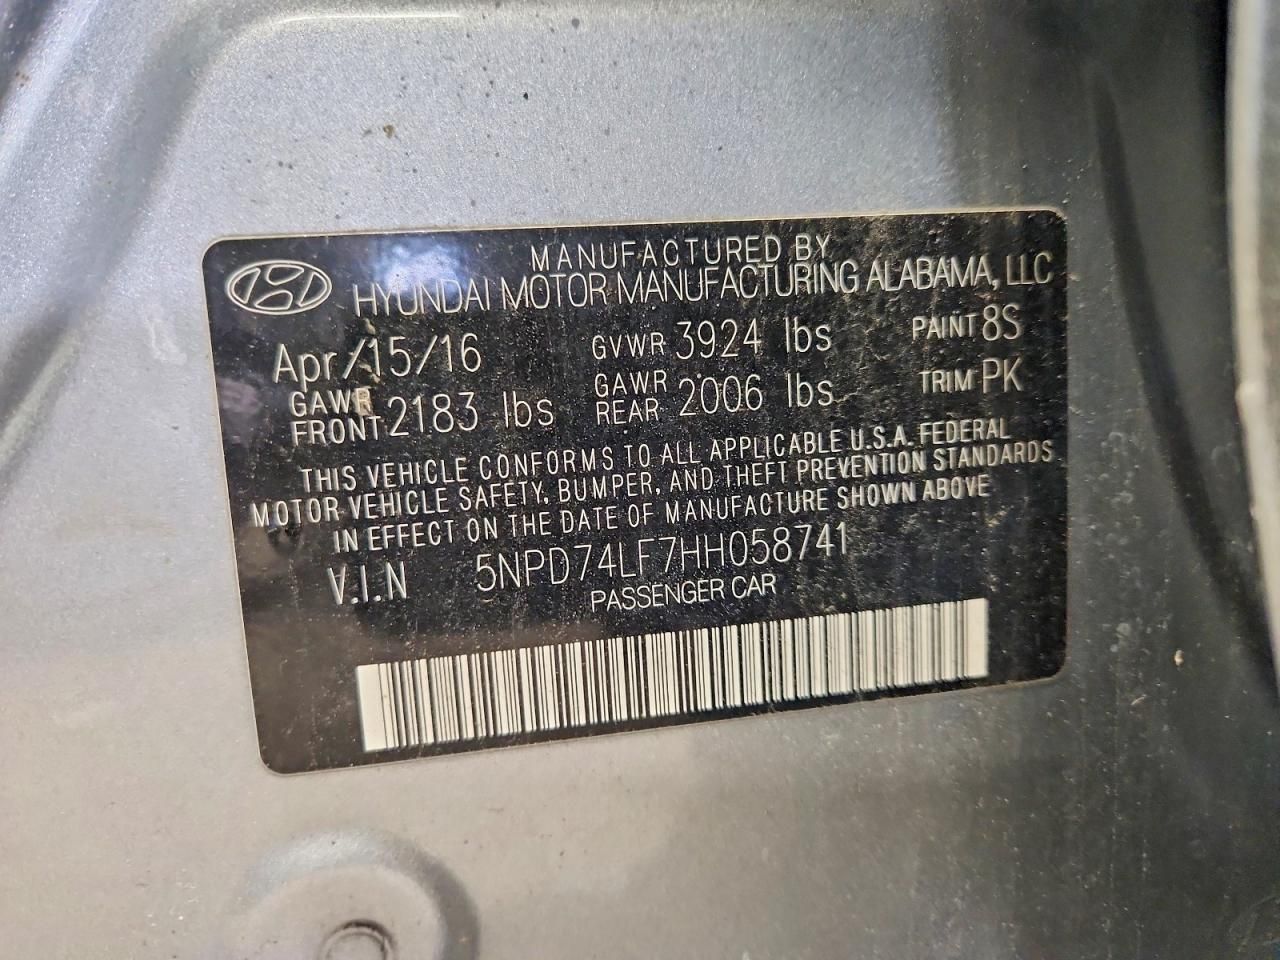 MANUFACTURED BY
HYUNDAI MOTOR MANUFACTURING ALABAMA, LLC
Apr/15/16 GVWR 3924 lbs PAINT 8S
GAWR FRONT 2183 lbs GAWR REAR 2006 lbs TRIM PK
THIS VEHICLE CONFORMS TO ALL APPLICABLE U.S.A. FEDERAL
MOTOR VEHICLE SAFETY, BUMPER, AND THEFT PREVENTION STANDARDS
IN EFFECT ON THE DATE OF MANUFACTURE SHOWN ABOVE
V.I.N 5NPD74LF7HH058741
PASSENGER CAR